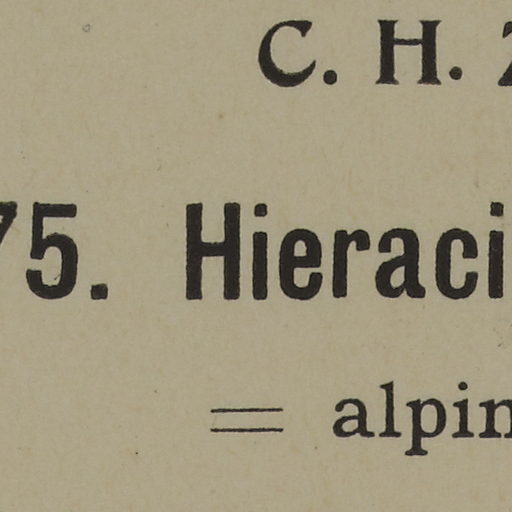 C. H.
75. Hieraci
= alpin